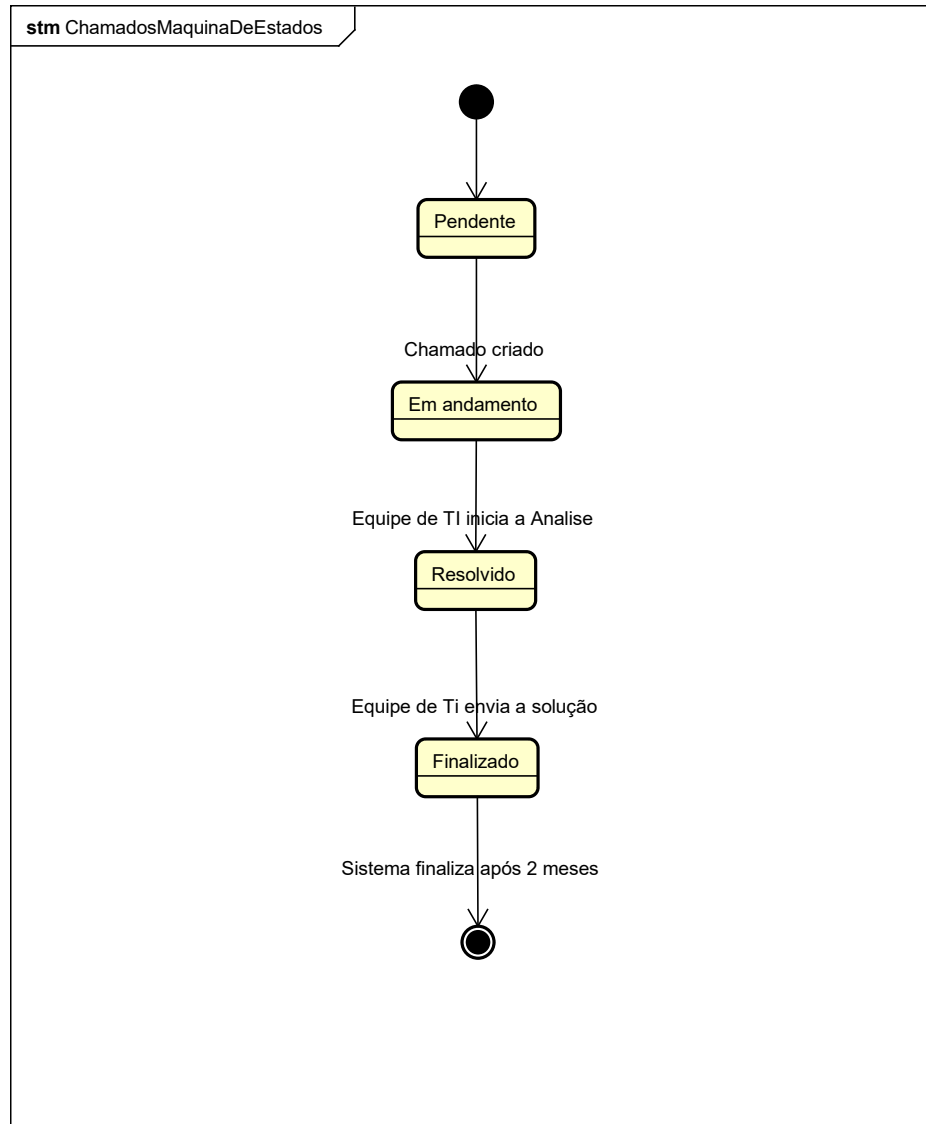 stm ChamadosMaquinaDeEstados
Pendente
Chamado criado
Em andamento
Equipe de TI inicia a Analise
Resolvido
Equipe de Ti envia a solução
Finalizado
Sistema finaliza após 2 meses